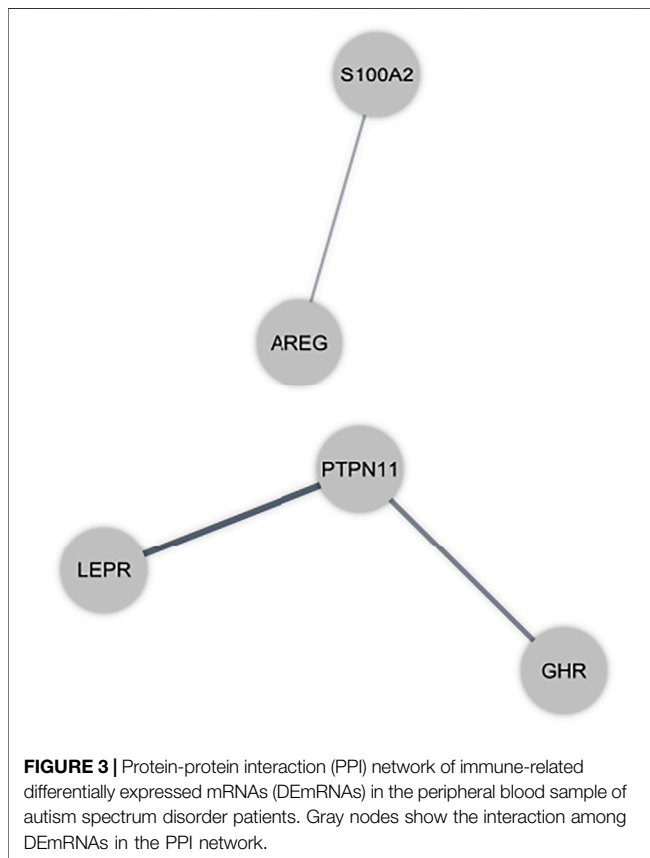 S100A2
AREG
PTPN11
LEPR
GHR
FIGURE 3 | Protein-protein interaction (PPI) network of immune-related
differentially expressed mRNAs (DEmRNAs) in the peripheral blood sample of
autism spectrum disorder patients. Gray nodes show the interaction among
DEmRNAs in the PPI network.